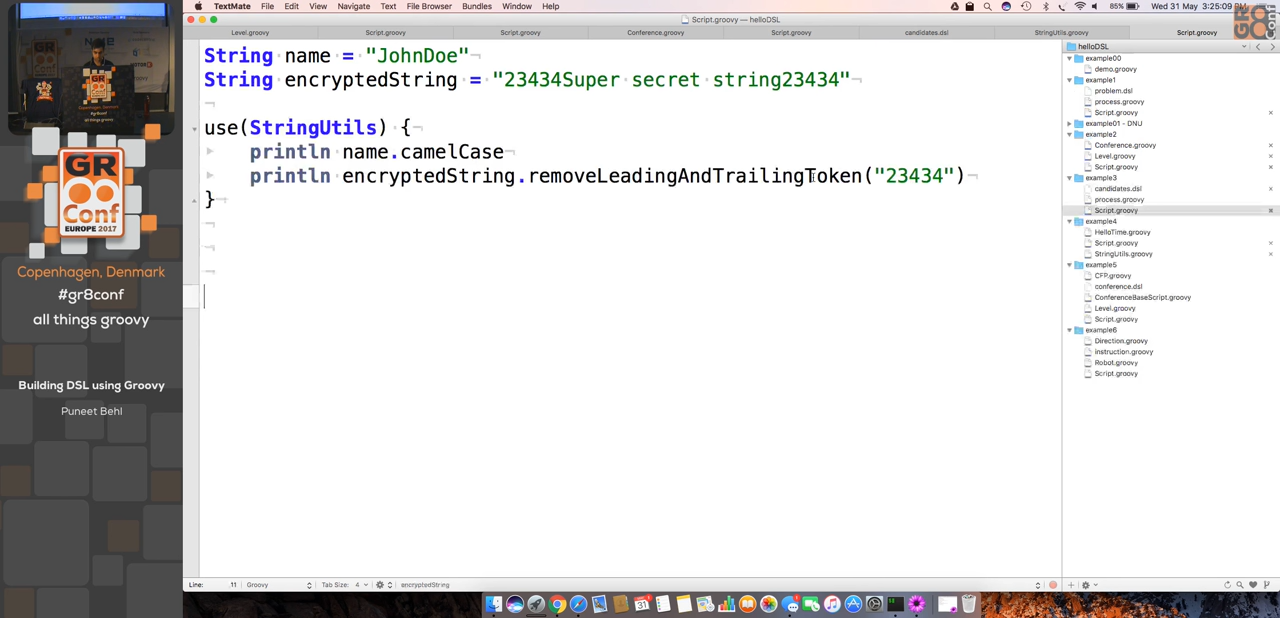 TextMate File Edit View Navigate Text File Browser Bundles Window Help
85% Wed 31 May 3:25:09 PM
Script.groovy — helloDSL
Level.groovy Script.groovy Script.groovy Conference.groovy Script.groovy candidates.dsl StringUtils.groovy Script.groovy
String name = "JohnDoe"
String encryptedString = "23434Super secret string23434"
use(StringUtils) {
println name.camelCase
println encryptedString.removeLeadingAndTrailingToken("23434")
}
helloDSL
example00
demo.groovy
example1
problem.dsl
process.groovy
Script.groovy
example01 - DNU
example2
Conference.groovy
Level.groovy
Script.groovy
example3
candidates.dsl
process.groovy
Script.groovy
example4
HelloTime.groovy
Script.groovy
StringUtils.groovy
example5
CFP.groovy
conference.dsl
ConferenceBaseScript.groovy
Level.groovy
Script.groovy
example6
Direction.groovy
instruction.groovy
Robot.groovy
Script.groovy
GR
Conf
EUROPE 2017
Copenhagen, Denmark
#gr8conf
all things groovy
Building DSL using Groovy
Puneet Behl
Line: 11 Groovy Tab Size: 4 encryptedString